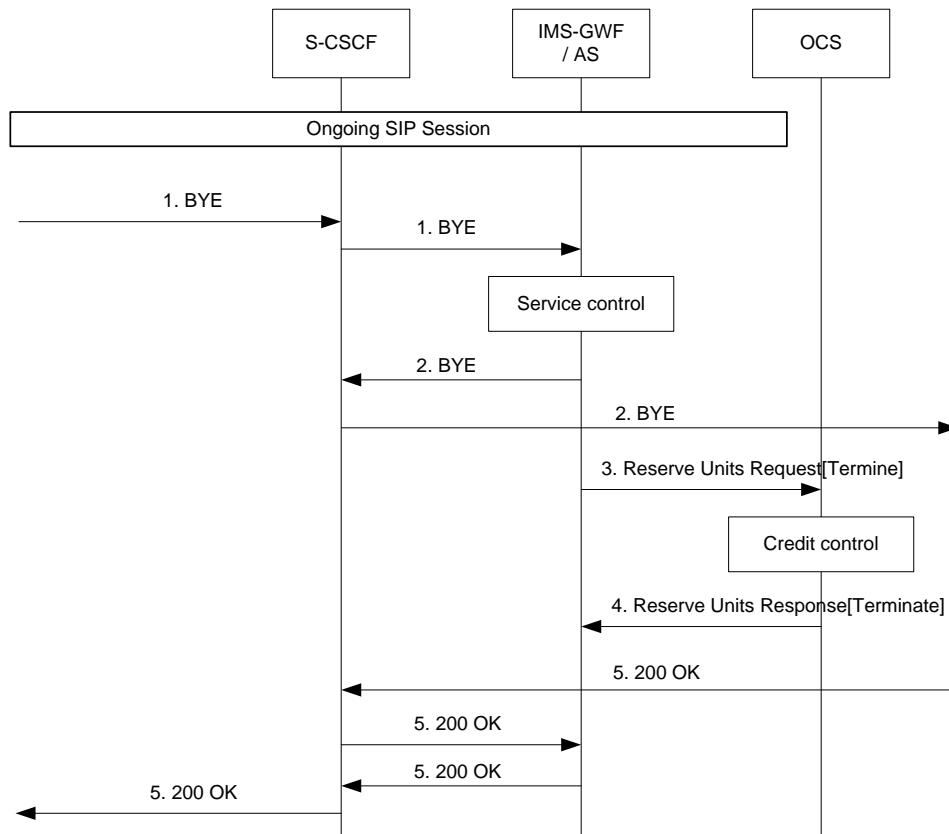 S-CSCF
IMS-GWF
/ AS
OCS
Ongoing SIP Session
1. BYE
1. BYE
Service control
2. BYE
2. BYE
3. Reserve Units Request[Termine]
Credit control
4. Reserve Units Response[Terminate]
5. 200 OK
5. 200 OK
5. 200 OK
5. 200 OK